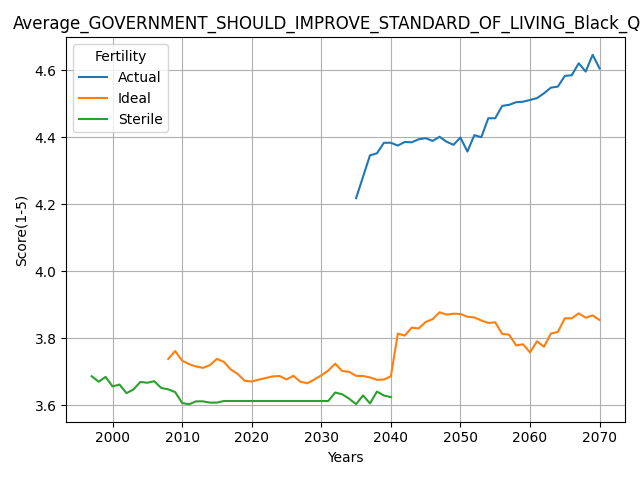 Average_GOVERNMENT_SHOULD_IMPROVE_STANDARD_OF_LIVING_Black_Q
Fertility
Actual
Ideal
Sterile
Score(1-5)
4.6
4.4
4.2
4.0
3.8
3.6
2000 2010 2020 2030 2040 2050 2060 2070
Years